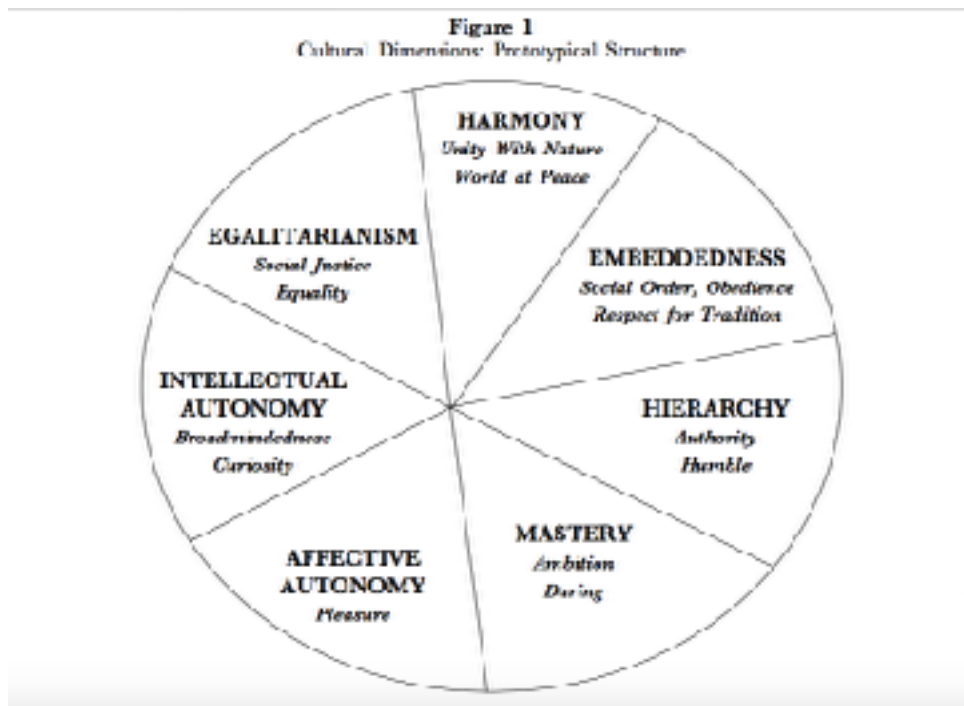 Figure 1
Cultural Dimensions: Prototypical Structure
HARMONY
Unity With Nature
World at Peace
EGALITARIANISM
Social Justice
Equality
EMBEDDEDNESS
Social Order, Obedience
Respect for Tradition
INTELLECTUAL
AUTONOMY
Broadmindedness
Curiosity
HIERARCHY
Authority
Humble
MASTERY
Ambition
Daring
AFFECTIVE
AUTONOMY
Pleasure